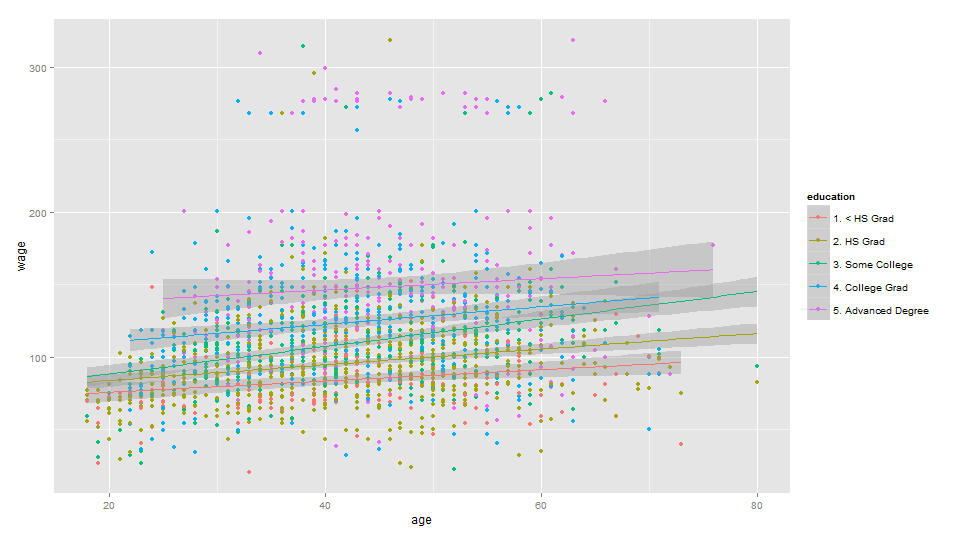 300
200
100
wage
20
40
60
80
age
education
1. < HS Grad
2. HS Grad
3. Some College
4. College Grad
5. Advanced Degree